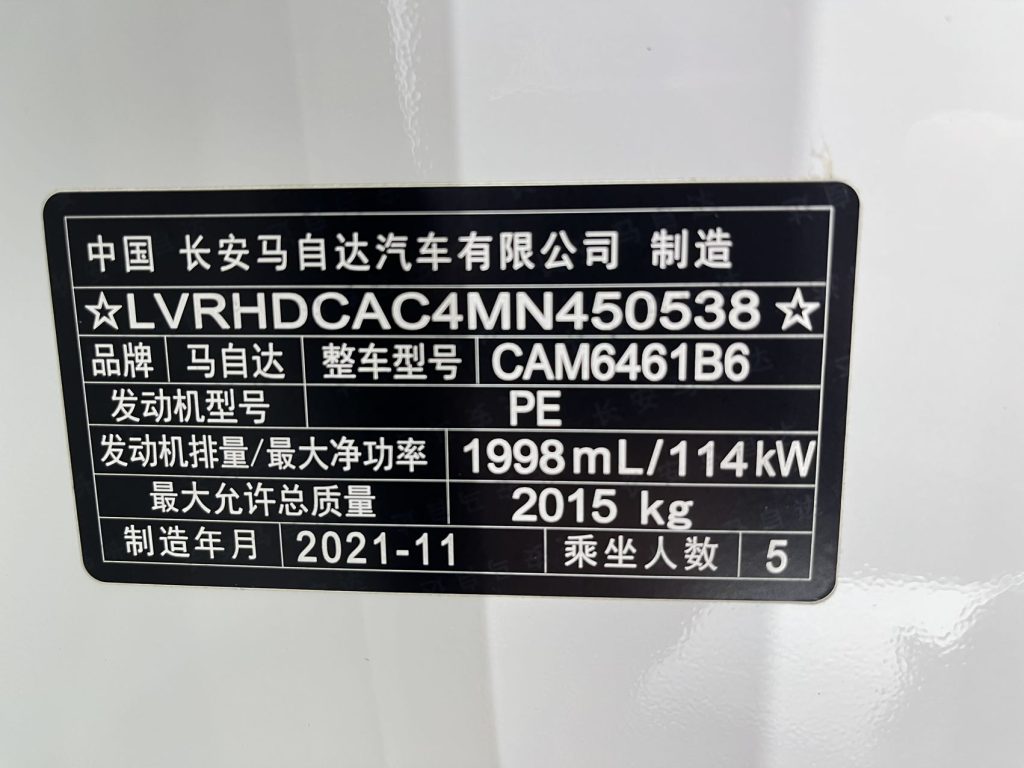 中国 长安马自达汽车有限公司 制造
☆LVRHDCAC4MN450538☆
品牌 马自达 整车型号 CAM6461B6
发动机型号 PE
发动机排量/最大净功率 1998mL/114kW
最大允许总质量 2015 kg
制造年月 2021-11 乘坐人数 5